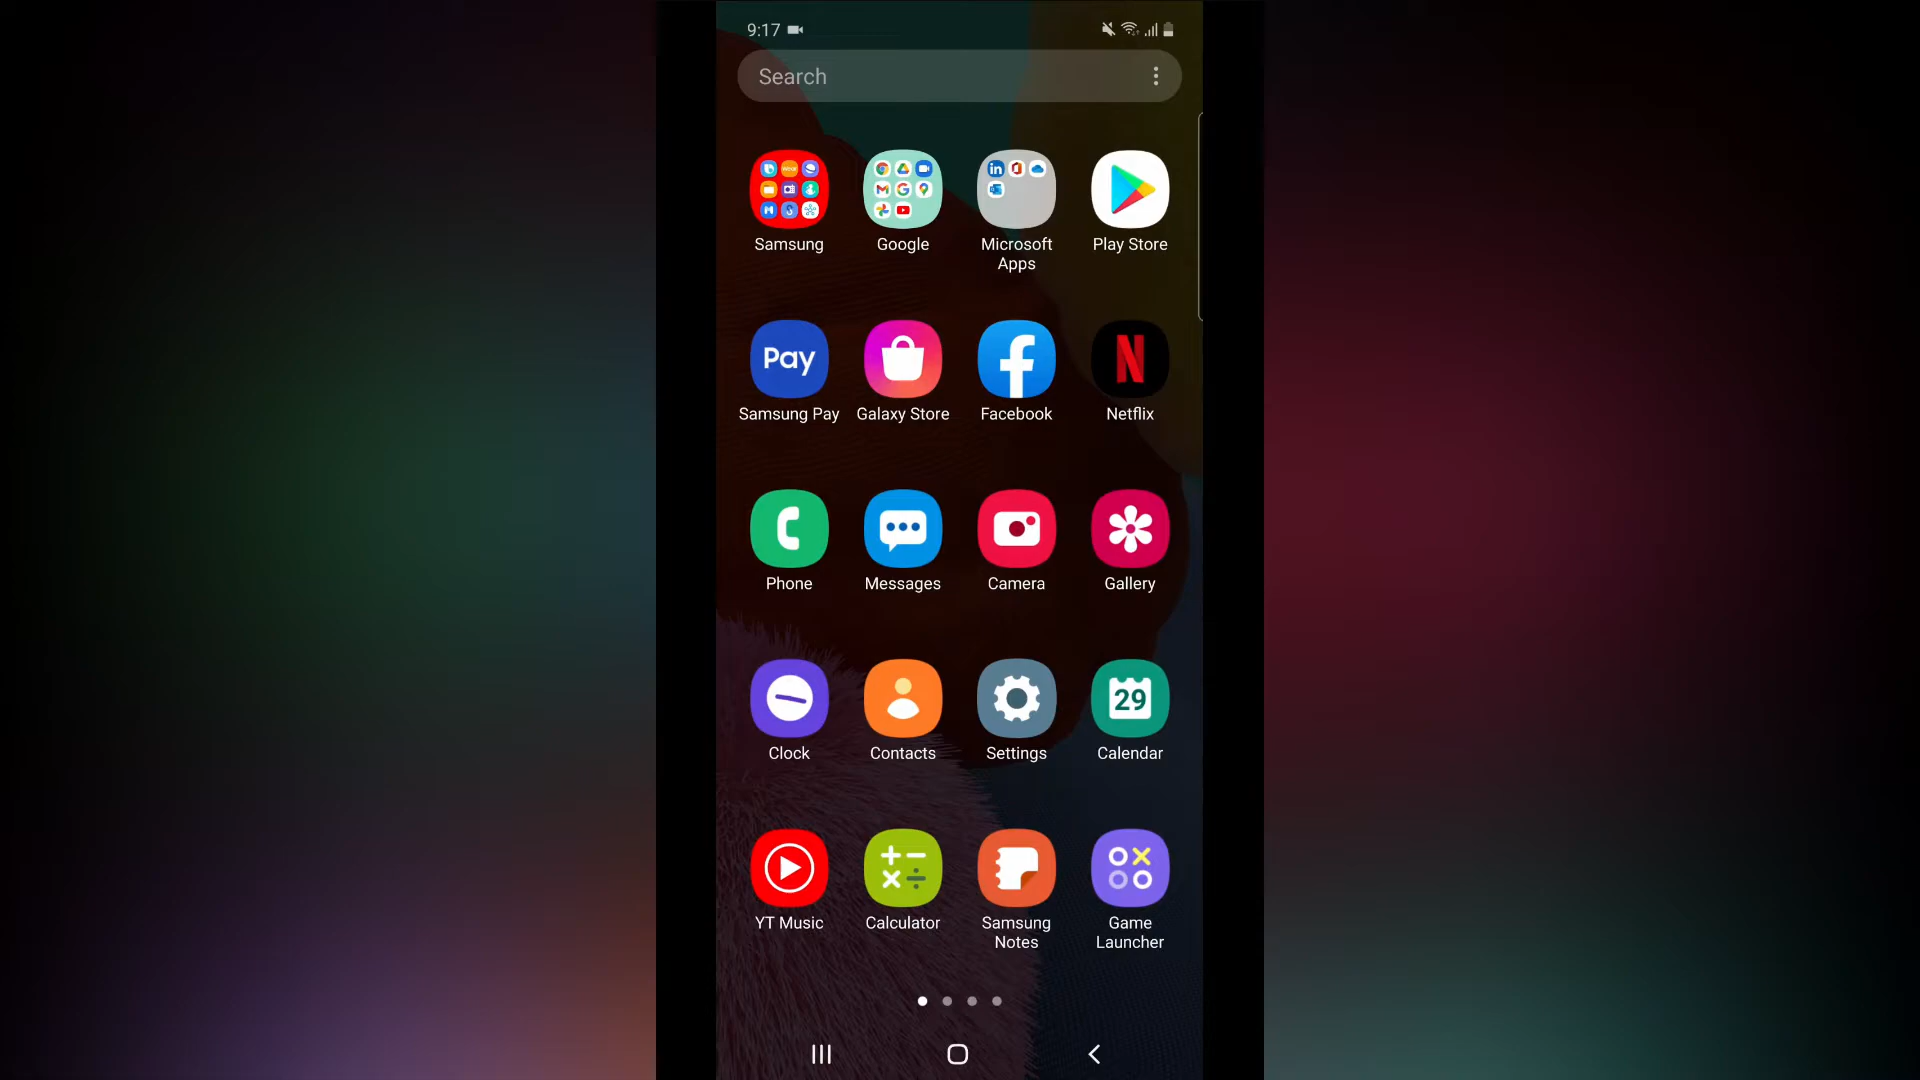 9:17
Search
Samsung
Google
Microsoft
Apps
Play Store
Pay
Samsung Pay
Galaxy Store
Facebook
Netflix
Phone
Messages
Camera
Gallery
29
Clock
Contacts
Settings
Calendar
YT Music
Calculator
Samsung
Notes
Game
Launcher